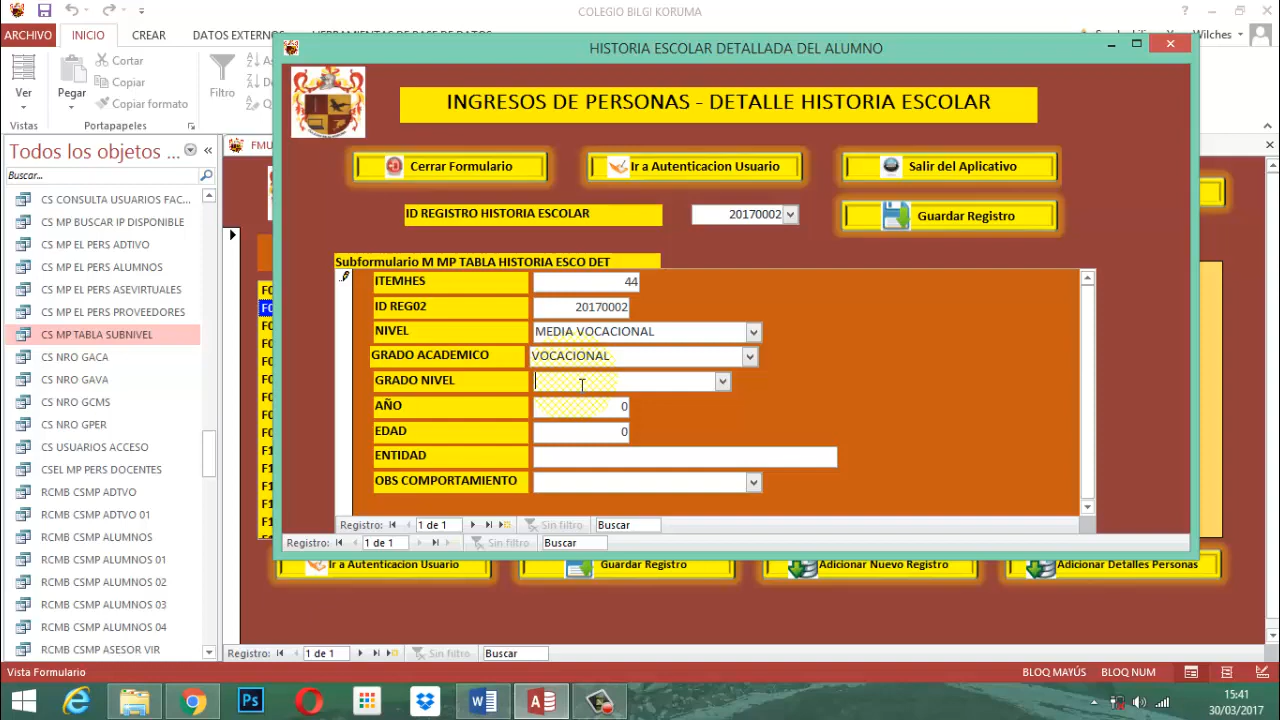 COLEGIO BILG! KORUMA
ARCHIVO INICIO CREAR DATOS EXTERNOS HERRAMIENTAS DE BASE DE DATOS
Wilches
Ver
Pegar
Cortar
Copiar
Copiar formato
Filtro
Vistas
Portapapeles
HISTORIA ESCOLAR DETALLADA DEL ALUMNO
INGRESOS DE PERSONAS - DETALLE HISTORIA ESCOLAR
Cerrar Formulario
Ir a Autenticacion Usuario
Salir del Aplicativo
ID REGISTRO HISTORIA ESCOLAR 20170002
Guardar Registro
Subformulario M MP TABLA HISTORIA ESCO DET
ITEMHES 44
ID REG02 20170002
NIVEL MEDIA VOCACIONAL
GRADO ACADEMICO VOCACIONAL
GRADO NIVEL
AÑO 0
EDAD 0
ENTIDAD
OBS COMPORTAMIENTO
Registro: 1 de 1 Sin filtro Buscar
Registro: 1 de 1 Sin filtro Buscar
Todos los objetos ...
Buscar...
CS CONSULTA USUARIOS FAC...
CS MP BUSCAR IP DISPONIBLE
CS MP EL PERS ADTIVO
CS MP EL PERS ALUMNOS
CS MP EL PERS ASEVIRTUALES
CS MP EL PERS PROVEEDORES
CS MP TABLA SUBNIVEL
CS NRO GACA
CS NRO GAVA
CS NRO GCMS
CS NRO GPER
CS USUARIOS ACCESO
CSEL MP PERS DOCENTES
RCMB CSMP ADTVO
RCMB CSMP ADTVO 01
RCMB CSMP ALUMNOS
RCMB CSMP ALUMNOS 01
RCMB CSMP ALUMNOS 02
RCMB CSMP ALUMNOS 03
RCMB CSMP ALUMNOS 04
RCMB CSMP ASESOR VIR
Ir a Autenticacion Usuario
Guardar Registro
Adicionar Nuevo Registro
Adicionar Detalles Personas
Registro: 1 de 1 Sin filtro Buscar
Vista Formulario
BLOQ MAYÚS BLOQ NUM
15:41
30/03/2017